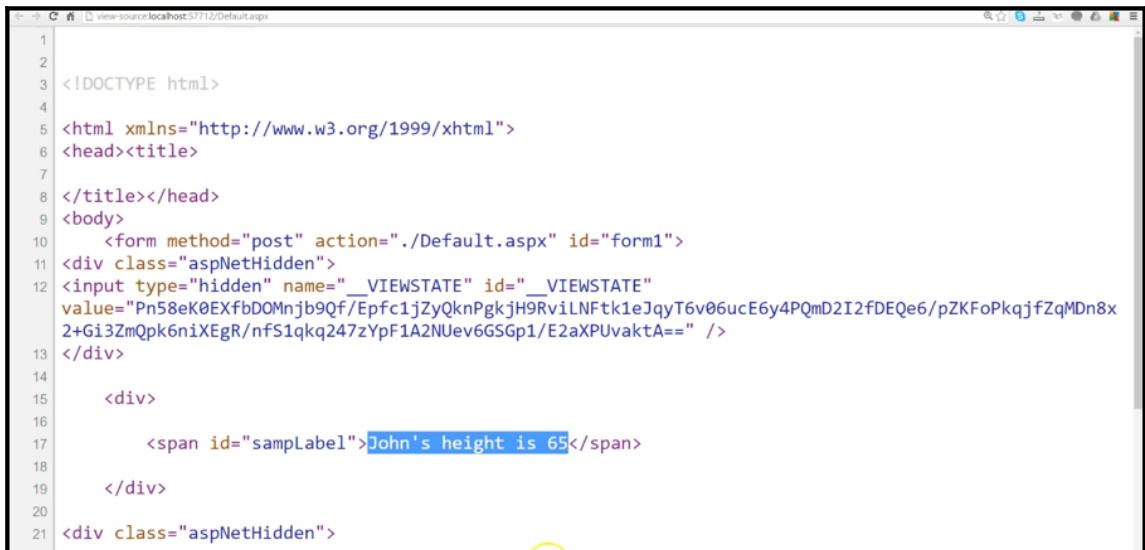 view-source:localhost:57712/Default.aspx
1
2
3 <!DOCTYPE html>
4
5 <html xmlns="http://www.w3.org/1999/xhtml">
6 <head><title>
7
8 </title></head>
9 <body>
10 <form method="post" action="./Default.aspx" id="form1">
11 <div class="aspNetHidden">
12 <input type="hidden" name="__VIEWSTATE" id="__VIEWSTATE"
value="Pn58eK0EXfbDOMnjb9Qf/Epfc1jZyQknPgkjH9RviLNFtk1eJqyT6v06ucE6y4PQmD2I2fDEQe6/pZKFoPkqjfZqMDn8x
2+Gi3ZmQpk6niXEgR/nfS1qkq247zYpF1A2NUev6GSGp1/E2aXPUvaktA==" />
13 </div>
14
15 <div>
16
17 <span id="sampLabel">John's height is 65</span>
18
19 </div>
20
21 <div class="aspNetHidden">